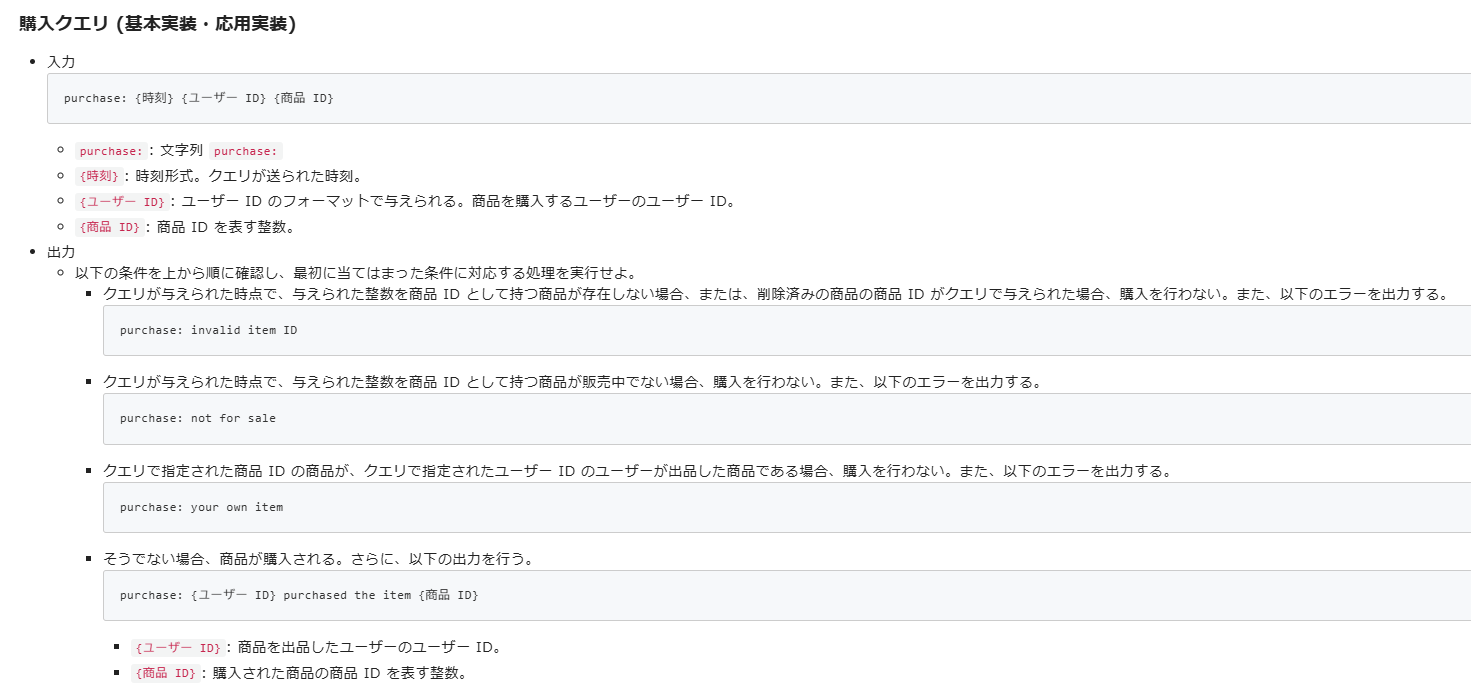 購入クエリ (基本実装・応用実装)
入力
purchase: {時刻} {ユーザー ID} {商品 ID}
purchase: : 文字列 purchase:
{時刻} : 時刻形式。クエリが送られた時刻。
{ユーザー ID} : ユーザー ID のフォーマットで与えられる。商品を購入するユーザーのユーザー ID。
{商品 ID} : 商品 ID を表す整数。
出力
以下の条件を上から順に確認し、最初に当てはまった条件に対応する処理を実行せよ。
クエリが与えられた時点で、与えられた整数を商品 ID として持つ商品が存在しない場合、または、削除済みの商品の商品 ID がクエリで与えられた場合、購入を行わない。また、以下のエラーを出力する。
purchase: invalid item ID
クエリが与えられた時点で、与えられた整数を商品 ID として持つ商品が販売中でない場合、購入を行わない。また、以下のエラーを出力する。
purchase: not for sale
クエリで指定された商品 ID の商品が、クエリで指定されたユーザー ID のユーザーが出品した商品である場合、購入を行わない。また、以下のエラーを出力する。
purchase: your own item
そうでない場合、商品が購入される。さらに、以下の出力を行う。
purchase: {ユーザー ID} purchased the item {商品 ID}
{ユーザー ID} : 商品を出品したユーザーのユーザー ID。
{商品 ID} : 購入された商品の商品 ID を表す整数。